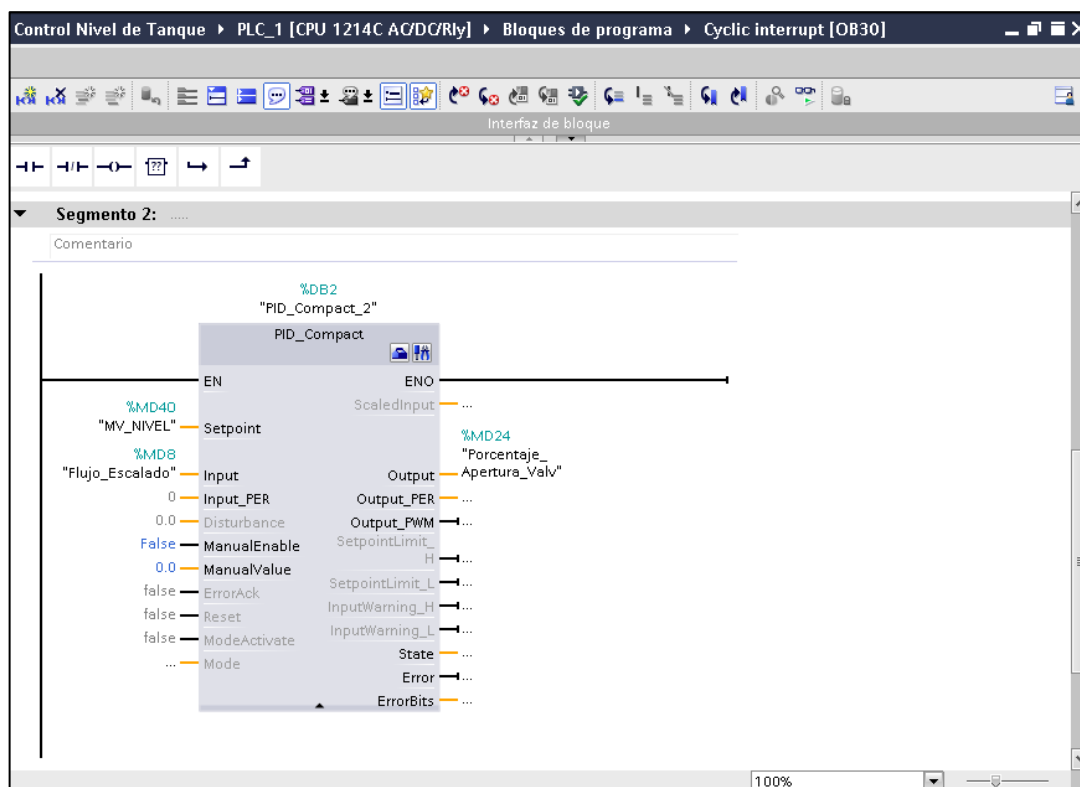 Control Nivel de Tanque ▸ PLC_1 [CPU 1214C AC/DC/Rly] ▸ Bloques de programa ▸ Cyclic interrupt [OB30]
Interfaz de bloque
??
Segmento 2: .....
Comentario
%DB2
"PID_Compact_2"
PID_Compact
EN ENO
ScaledInput ...
%MD40
"MV_NIVEL" Setpoint
%MD24
"Porcentaje_
Apertura_Valv"
%MD8
"Flujo_Escalado" Input Output
0 Input_PER Output_PER ...
0.0 Disturbance Output_PWM ...
False ManualEnable SetpointLimit_
H ...
0.0 ManualValue SetpointLimit_L ...
false ErrorAck InputWarning_H ...
false Reset InputWarning_L ...
false ModeActivate State ...
... Mode Error ...
ErrorBits ...
100%